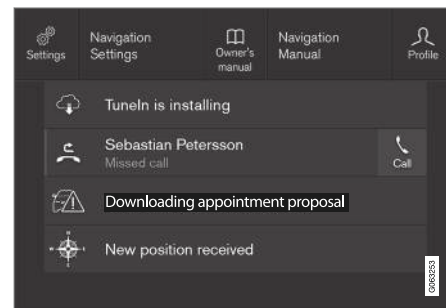 Navigation
Settings
Settings
Owner's
manual
Navigation
Manual
Profile
TuneIn is installing
Sebastian Petersson
Missed call
Call
Downloading appointment proposal
New position received
G063253